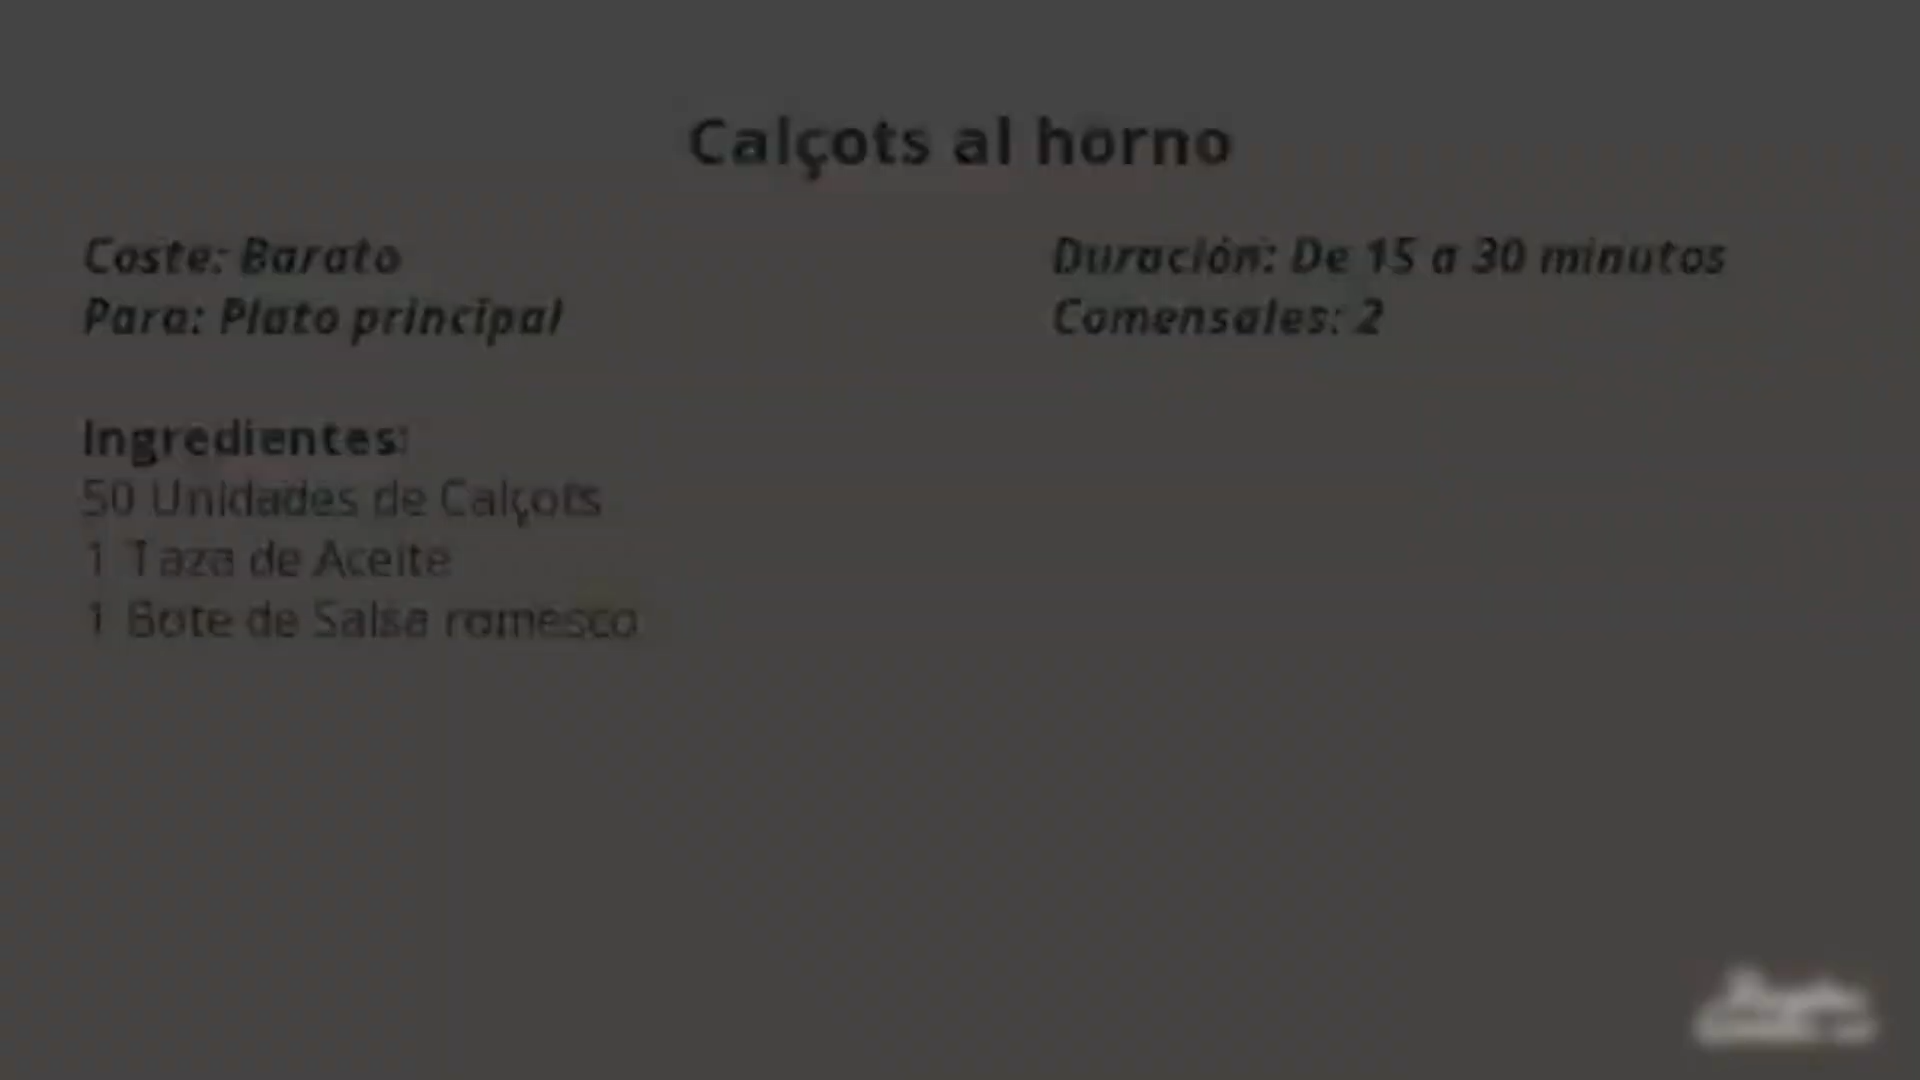 Calçots al horno
Coste: Barato
Duración: De 15 a 30 minutos
Para: Plato principal
Comensales: 2
Ingredientes:
50 Unidades de Calçots
1 Taza de Aceite
1 Bote de Salsa romesco